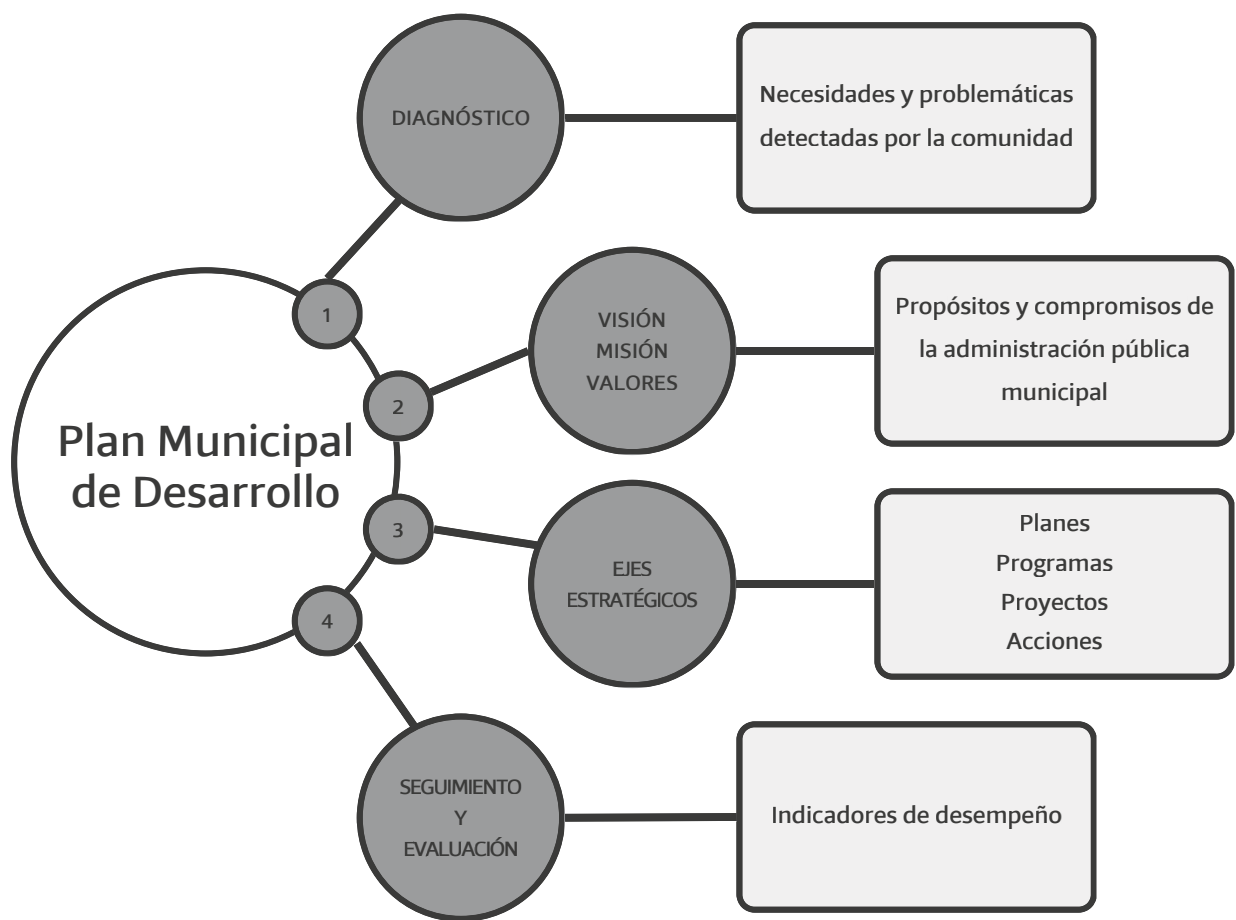 Plan Municipal
de Desarrollo
1
DIAGNÓSTICO
Necesidades y problemáticas
detectadas por la comunidad
2
VISIÓN
MISIÓN
VALORES
Propósitos y compromisos de
la administración pública
municipal
3
EJES
ESTRATÉGICOS
Planes
Programas
Proyectos
Acciones
4
SEGUIMIENTO
Y
EVALUACIÓN
Indicadores de desempeño